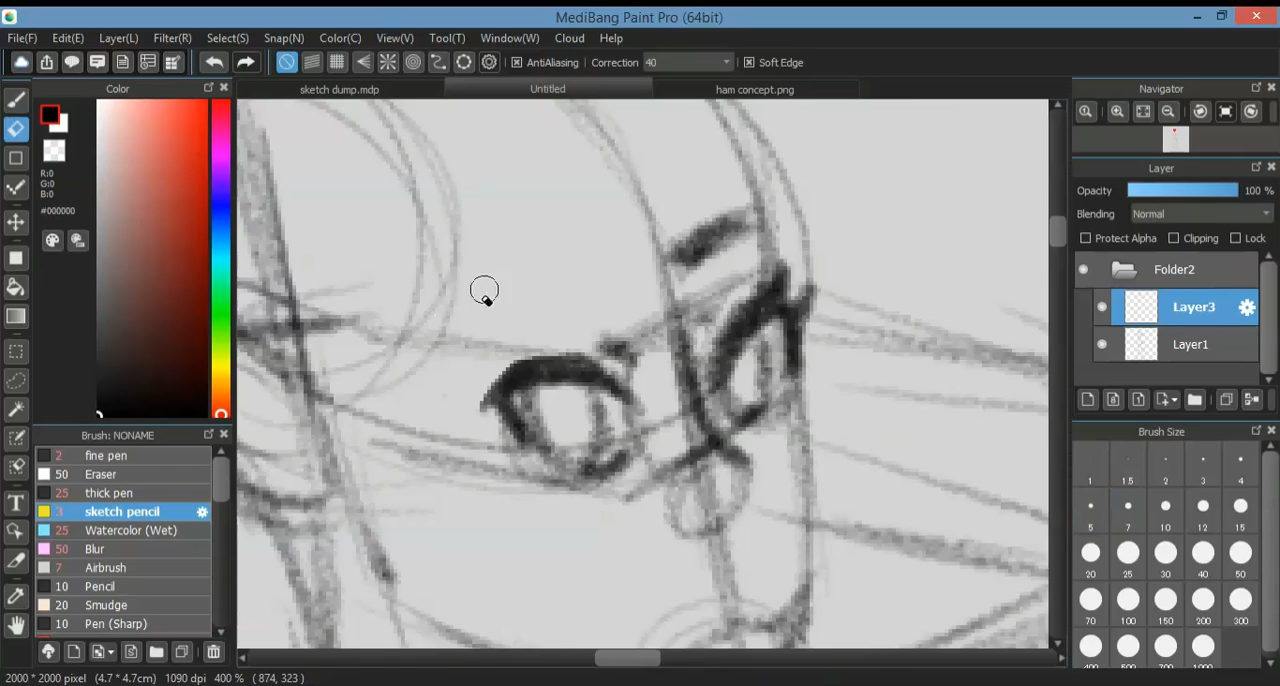 MediBang Paint Pro (64bit)
File(F) Edit(E) Layer(L) Filter(R) Select(S) Snap(N) Color(C) View(V) Tool(T) Window(W) Cloud Help
AntiAliasing Correction 40 Soft Edge
Color
sketch dump.mdp Untitled ham concept.png
Navigator
R:0
G:0
B:0
#000000
Layer
Opacity 100 %
Blending Normal
Protect Alpha Clipping Lock
Folder2
Layer3
Layer1
Brush: NONAME
2 fine pen
50 Eraser
25 thick pen
3 sketch pencil
25 Watercolor (Wet)
50 Blur
7 Airbrush
10 Pencil
20 Smudge
10 Pen (Sharp)
Brush Size
1 1.5 2 3 4
5 7 10 12 15
20 25 30 40 50
70 100 150 200 300
400 500 700 1000
2000 * 2000 pixel (4.7 * 4.7cm) 1090 dpi 400 % ( 874, 323 )